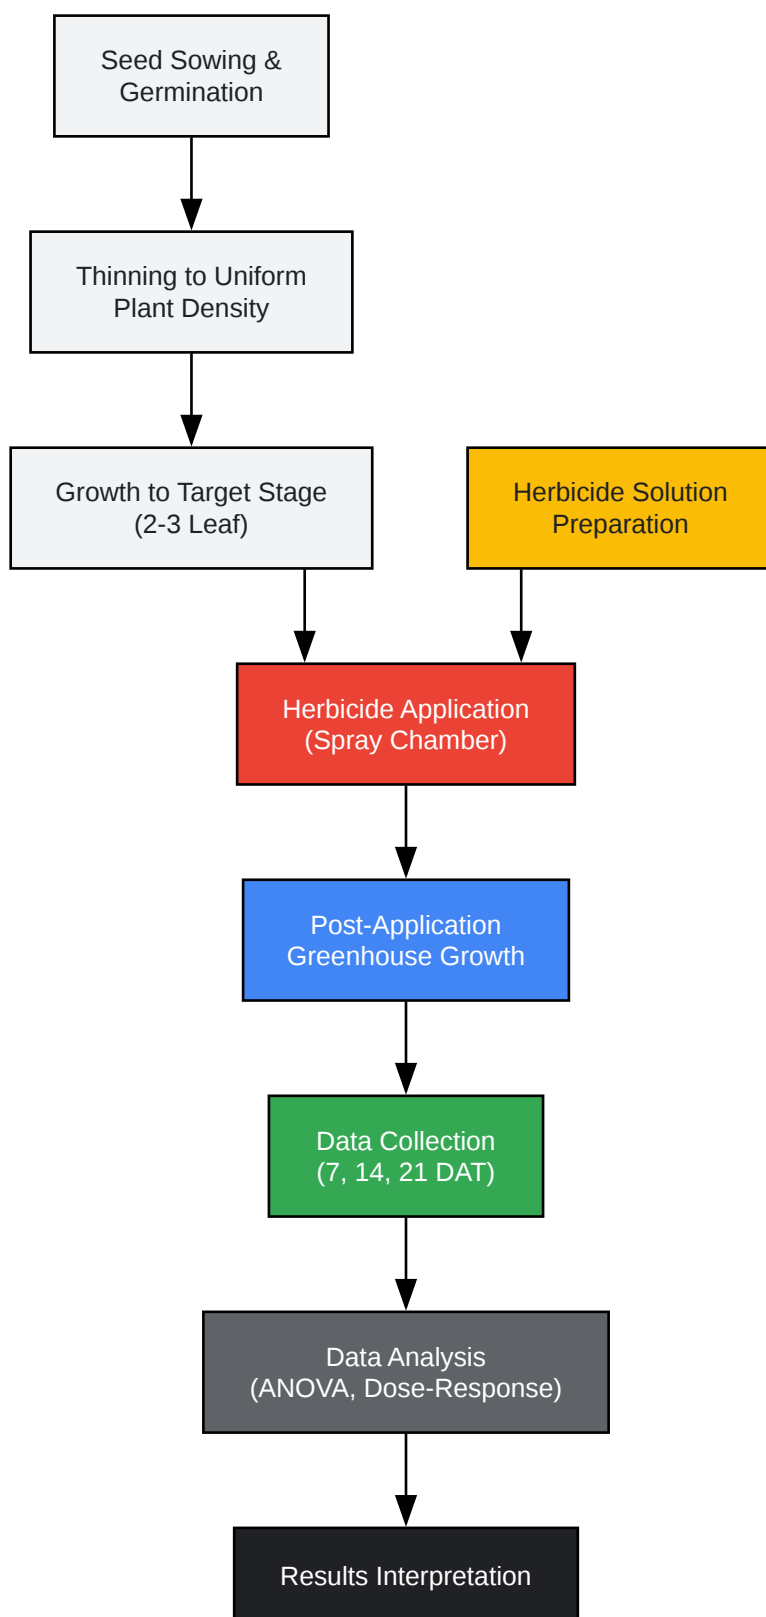 Seed Sowing &
Germination
Thinning to Uniform
Plant Density
Growth to Target Stage
(2-3 Leaf)
Herbicide Solution
Preparation
Herbicide Application
(Spray Chamber)
Post-Application
Greenhouse Growth
Data Collection
(7, 14, 21 DAT)
Data Analysis
(ANOVA, Dose-Response)
Results Interpretation